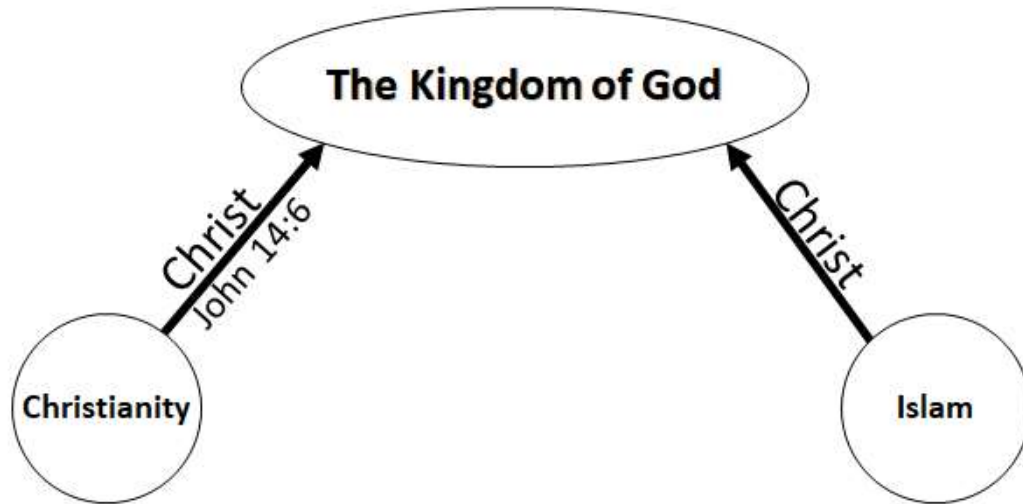 The Kingdom of God
Christ
John 14:6
Christ
Christianity
Islam